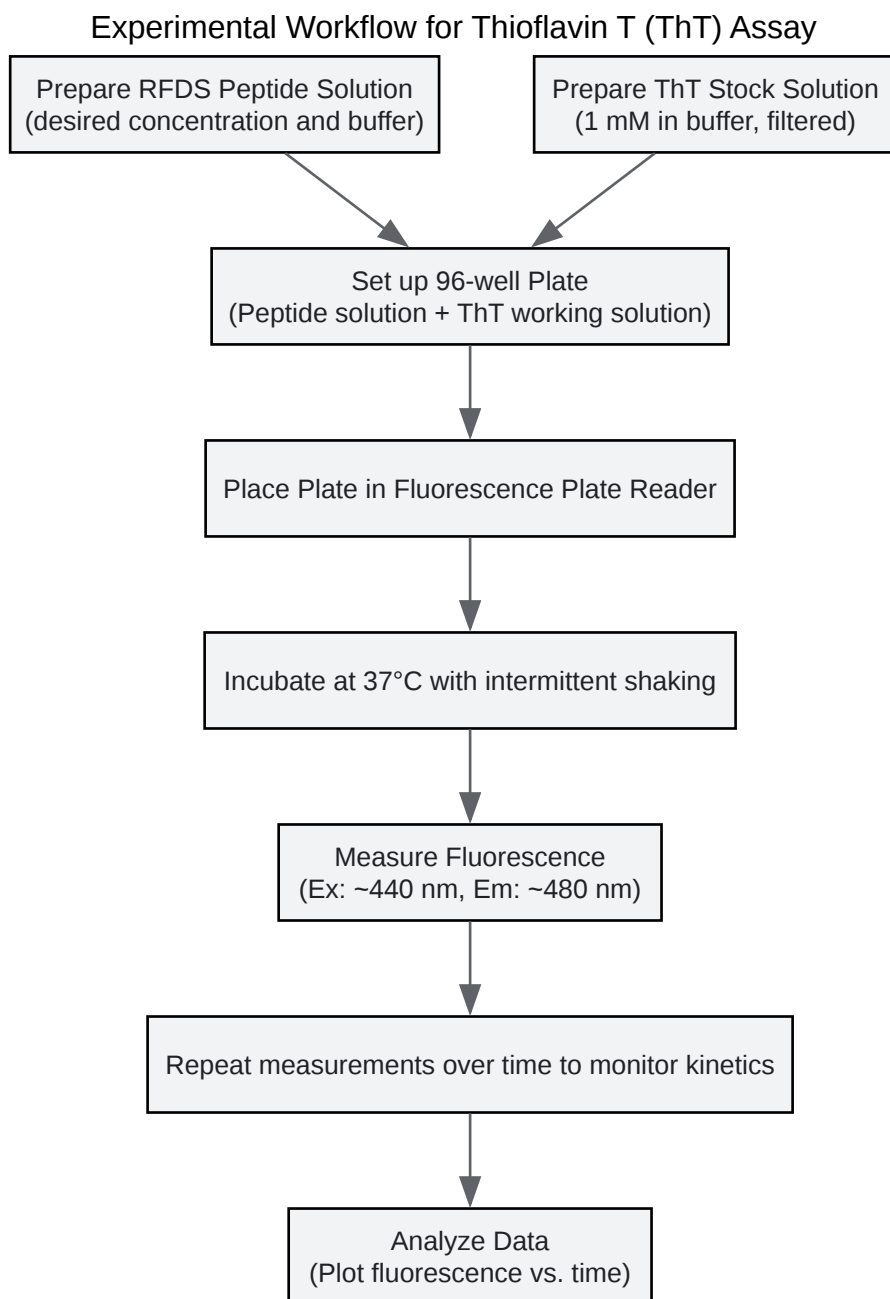 Experimental Workflow for Thioflavin T (ThT) Assay
Prepare RFDS Peptide Solution
(desired concentration and buffer)
Prepare ThT Stock Solution
(1 mM in buffer, filtered)
Set up 96-well Plate
(Peptide solution + ThT working solution)
Place Plate in Fluorescence Plate Reader
Incubate at 37°C with intermittent shaking
Measure Fluorescence
(Ex: ~440 nm, Em: ~480 nm)
Repeat measurements over time to monitor kinetics
Analyze Data
(Plot fluorescence vs. time)